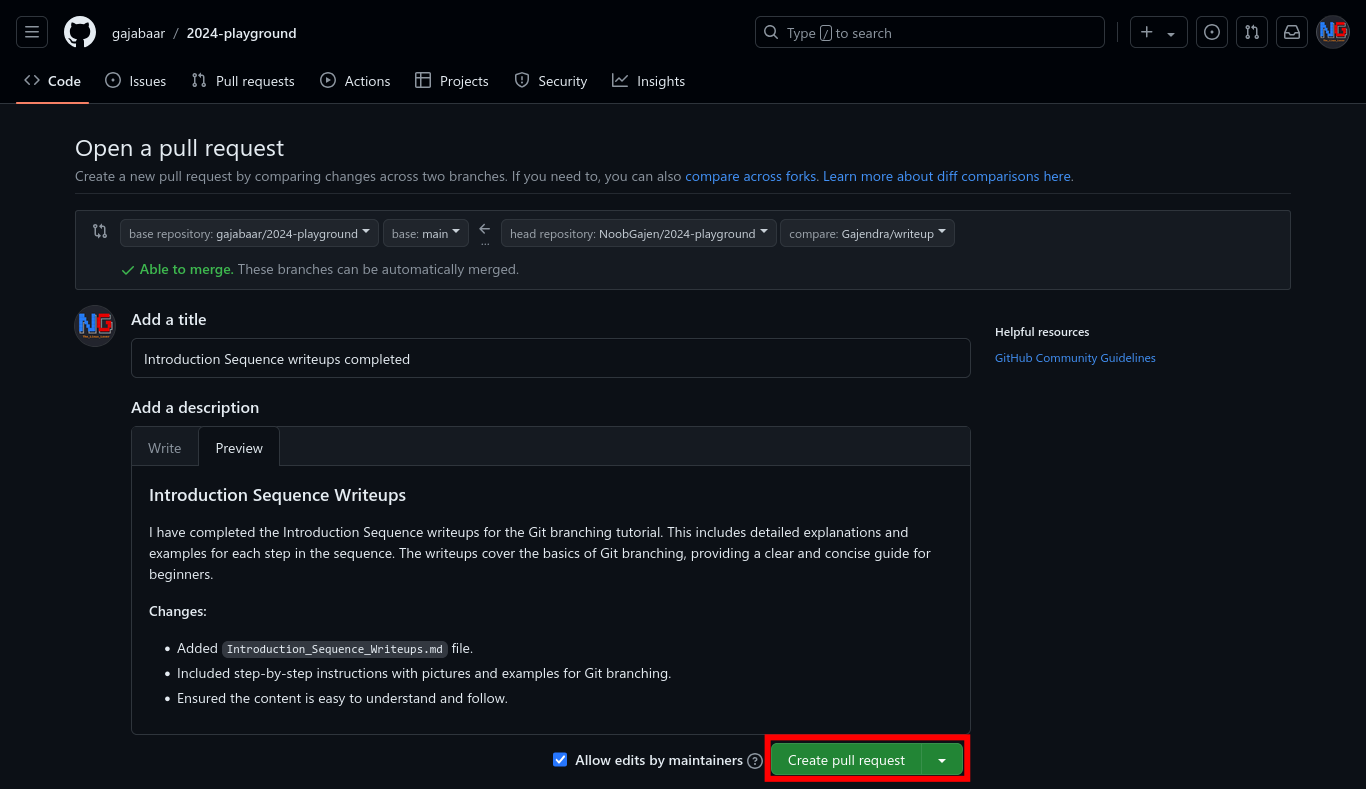 gajabaar / 2024-playground
Type / to search
NG
Code Issues Pull requests Actions Projects Security Insights
Open a pull request
Create a new pull request by comparing changes across two branches. If you need to, you can also compare across forks. Learn more about diff comparisons here.
base repository: gajabaar/2024-playground base: main ... head repository: NoobGajen/2024-playground compare: Gajendra/writeup
Able to merge. These branches can be automatically merged.
NG
Add a title
Introduction Sequence writeups completed
Helpful resources
GitHub Community Guidelines
Add a description
Write Preview
Introduction Sequence Writeups
I have completed the Introduction Sequence writeups for the Git branching tutorial. This includes detailed explanations and
examples for each step in the sequence. The writeups cover the basics of Git branching, providing a clear and concise guide for
beginners.
Changes:
• Added Introduction_Sequence_Writeups.md file.
• Included step-by-step instructions with pictures and examples for Git branching.
• Ensured the content is easy to understand and follow.
Allow edits by maintainers ? Create pull request